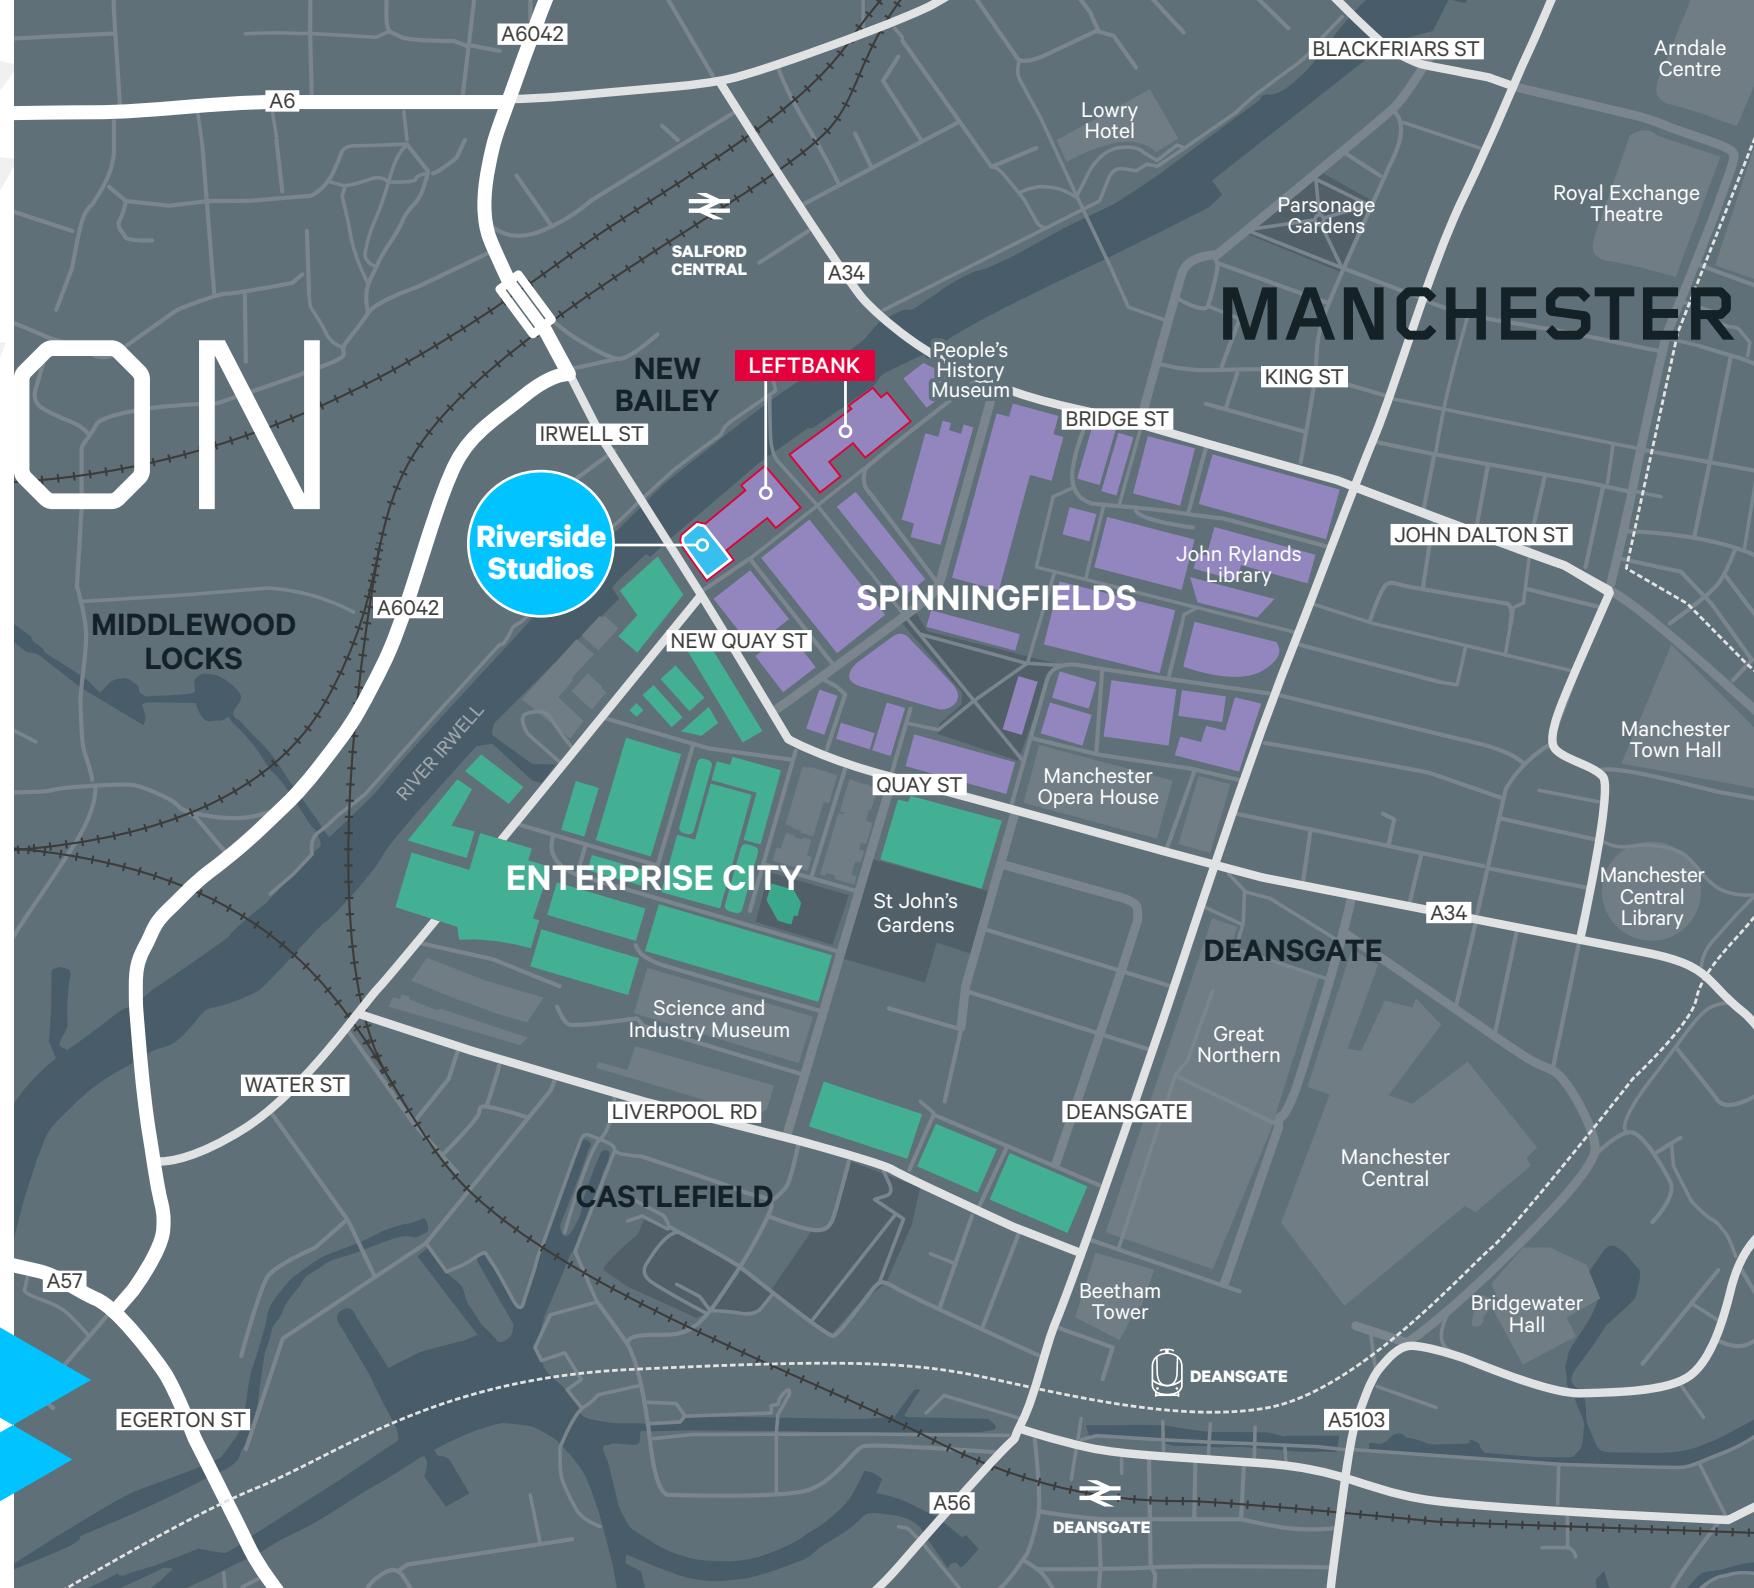 A6042
BLACKFRIARS ST
Arndale
Centre
A6
Lowry
Hotel
Royal Exchange
Theatre
Parsonage
Gardens
SALFORD
CENTRAL
A34
MANCHESTER
ON
NEW
BAILEY
LEFTBANK
People's
History
Museum
KING ST
BRIDGE ST
IRWELL ST
Riverside
Studios
JOHN DALTON ST
John Rylands
Library
SPINNINGFIELDS
A6042
MIDDLEWOOD
LOCKS
NEW QUAY ST
RIVER IRWELL
Manchester
Town Hall
QUAY ST
Manchester
Opera House
ENTERPRISE CITY
St John's
Gardens
Manchester
Central
Library
A34
DEANSGATE
Science and
Industry Museum
Great
Northern
WATER ST
LIVERPOOL RD
DEANSGATE
Manchester
Central
CASTLEFIELD
A57
Beetham
Tower
Bridgewater
Hall
DEANSGATE
EGERTON ST
A5103
A56
DEANSGATE